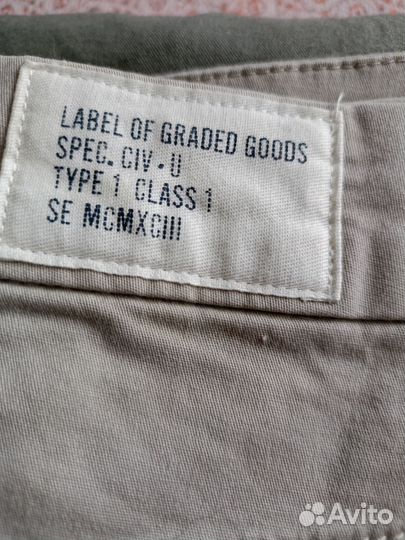 LABEL OF GRADED GOODS
SPEC. CIV·U
TYPE 1 CLASS 1
SE MCMXCIII
Avito